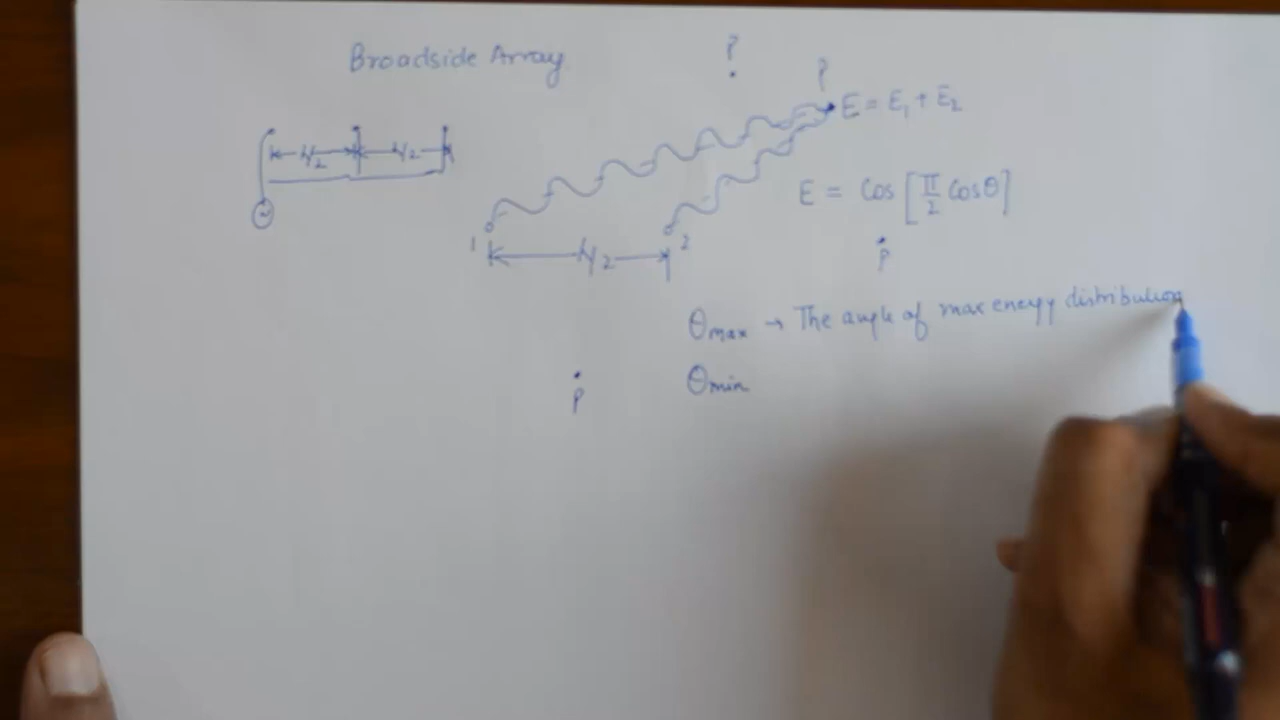 Broadside Array
P
P
E = E₁ + E₂
λ/2 λ/2
E = Cos [π/2 Cosθ]
1 λ/2 2
P
θmax → The angle of max energy distribution
θmin
P